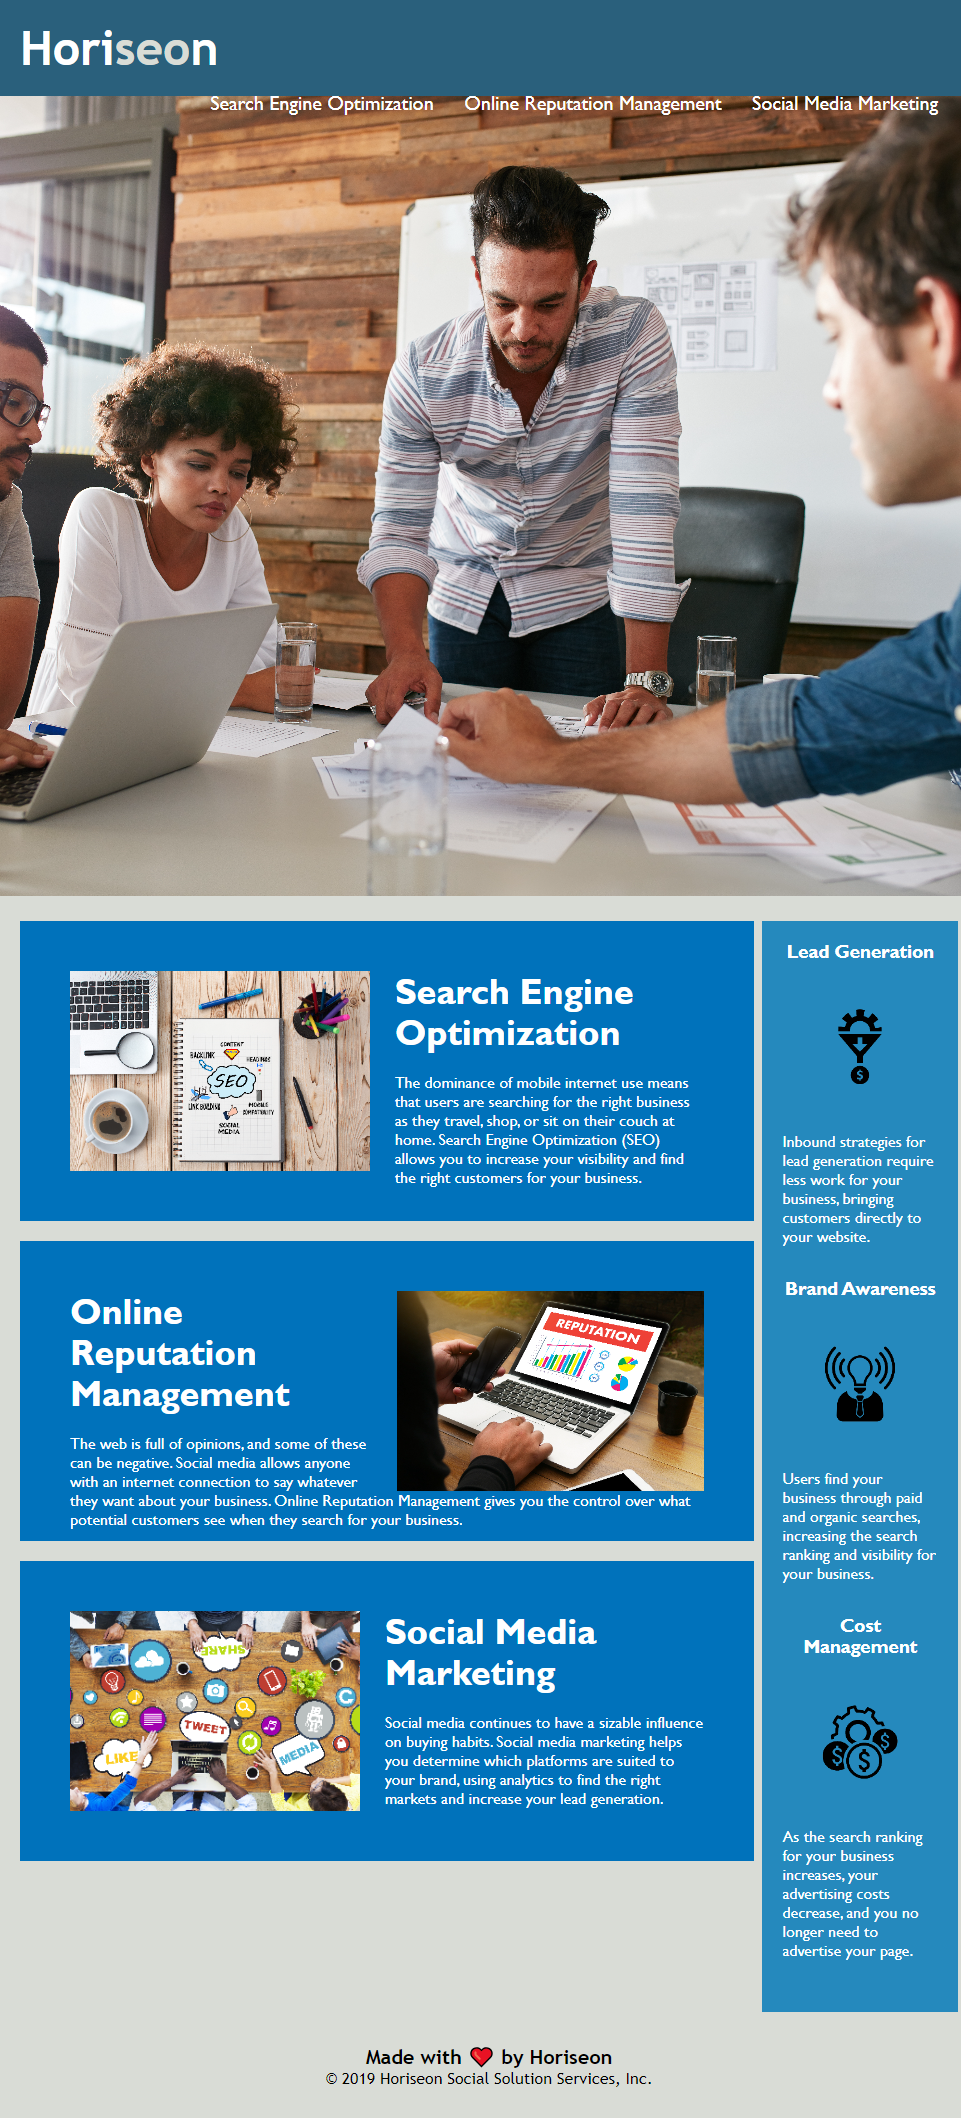 Horiseon
Search Engine Optimization
Online Reputation Management
Social Media Marketing
Search Engine
Optimization
The dominance of mobile internet use means
that users are searching for the right business
as they travel, shop, or sit on their couch at
home. Search Engine Optimization (SEO)
allows you to increase your visibility and find
the right customers for your business.
CONTENT
BACKLINK
HEADINGS
SEO
LINK BUILDING
MOBILE
COMPATIBILITY
SOCIAL
MEDIA
Online
Reputation
Management
The web is full of opinions, and some of these
can be negative. Social media allows anyone
with an internet connection to say whatever
they want about your business. Online Reputation Management gives you the control over what
potential customers see when they search for your business.
REPUTATION
Social Media
Marketing
Social media continues to have a sizable influence
on buying habits. Social media marketing helps
you determine which platforms are suited to
your brand, using analytics to find the right
markets and increase your lead generation.
SHARE
TWEET
LIKE
MEDIA
Lead Generation
$
Inbound strategies for
lead generation require
less work for your
business, bringing
customers directly to
your website.
Brand Awareness
Users find your
business through paid
and organic searches,
increasing the search
ranking and visibility for
your business.
Cost
Management
$ $ $
As the search ranking
for your business
increases, your
advertising costs
decrease, and you no
longer need to
advertise your page.
Made with ❤️ by Horiseon
© 2019 Horiseon Social Solution Services, Inc.